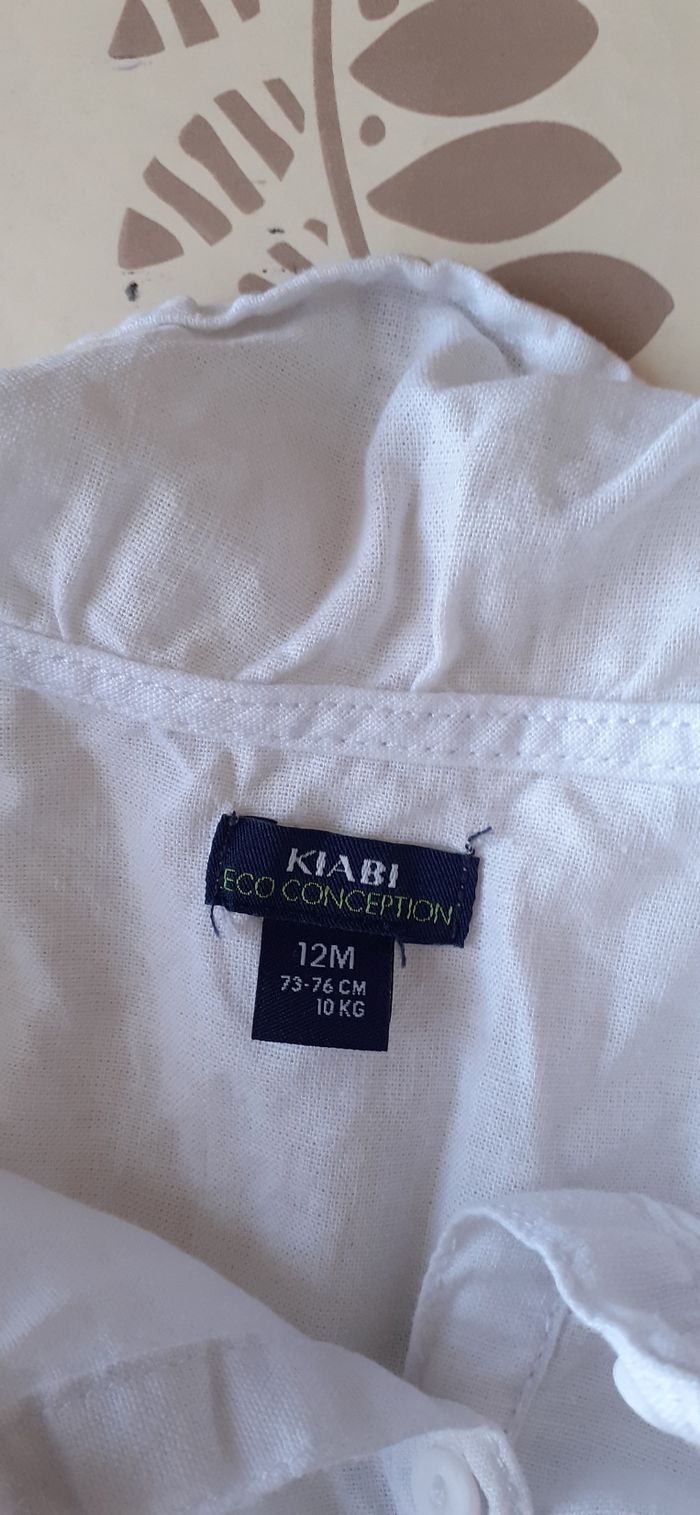 KIABI
ECO CONCEPTION
12M
73-76 CM
10 KG